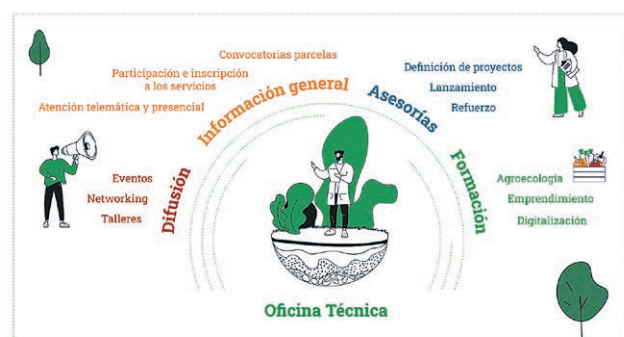 Convocatorias parcelas
Participación e inscripción
a los servicios
Atención telemática y presencial
Información general
Asesorías
Definición de proyectos
Lanzamiento
Refuerzo
Difusión
Eventos
Networking
Talleres
Formación
Agroecología
Emprendimiento
Digitalización
Oficina Técnica